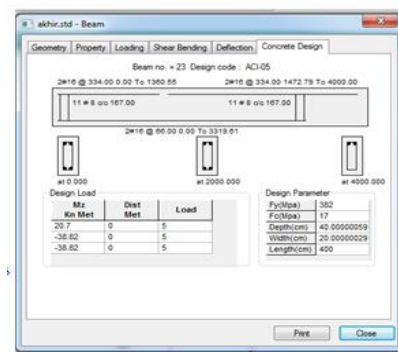 akhir.std - Beam
Geometry Property Loading Shear Bending Deflection Concrete Design
Beam no. = 23 Design code : ACI-05
2#16 @ 334.00 0.00 To 1360.55 2#16 @ 334.00 1472.79 To 4000.00
11 # 8 c/c 167.00 11 # 8 c/c 167.00
2#16 @ 66.00 0.00 To 3319.61
at 0.000 at 2000.000 at 4000.000
Design Load Design Parameter
Mz Kn Met Dist Met Load
20.7 0 5
-38.82 0 5
-38.82 0 5
Fy(Mpa) 382
Fc(Mpa) 17
Depth(cm) 40.00000059
Width(cm) 20.00000029
Length(cm) 400
Print Close